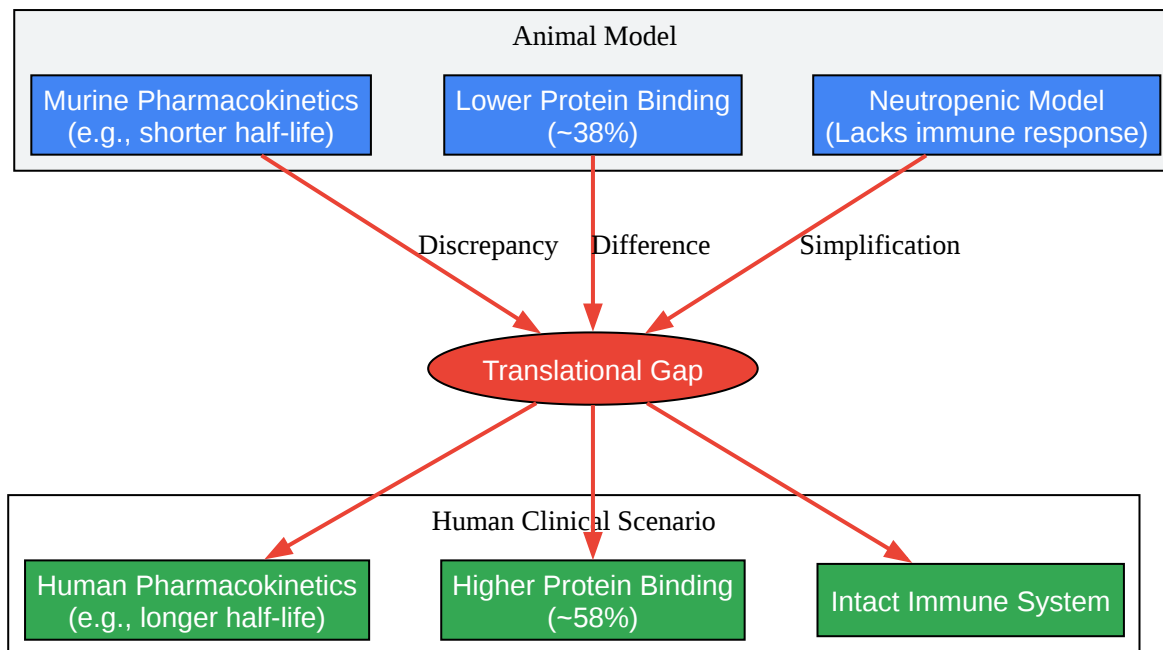 Animal Model
Murine Pharmacokinetics
(e.g., shorter half-life)
Lower Protein Binding
(~38%)
Neutropenic Model
(Lacks immune response)
Discrepancy
Difference
Simplification
Translational Gap
Human Clinical Scenario
Human Pharmacokinetics
(e.g., longer half-life)
Higher Protein Binding
(~58%)
Intact Immune System